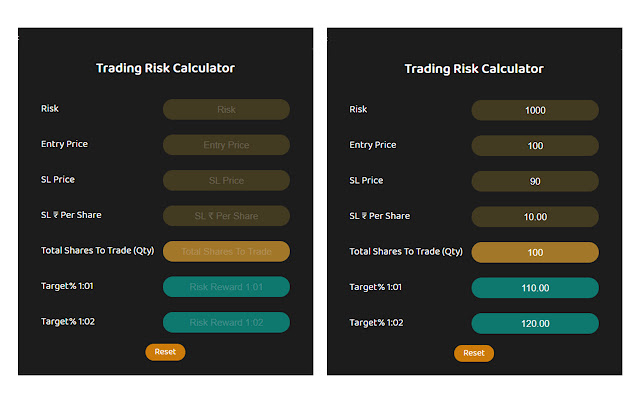 Trading Risk Calculator
Risk Risk
Entry Price Entry Price
SL Price SL Price
SL ₹ Per Share SL ₹ Per Share
Total Shares To Trade (Qty) Total Shares To Trade
Target% 1:01 Risk Reward 1:01
Target% 1:02 Risk Reward 1:02
Reset
Trading Risk Calculator
Risk 1000
Entry Price 100
SL Price 90
SL ₹ Per Share 10.00
Total Shares To Trade (Qty) 100
Target% 1:01 110.00
Target% 1:02 120.00
Reset